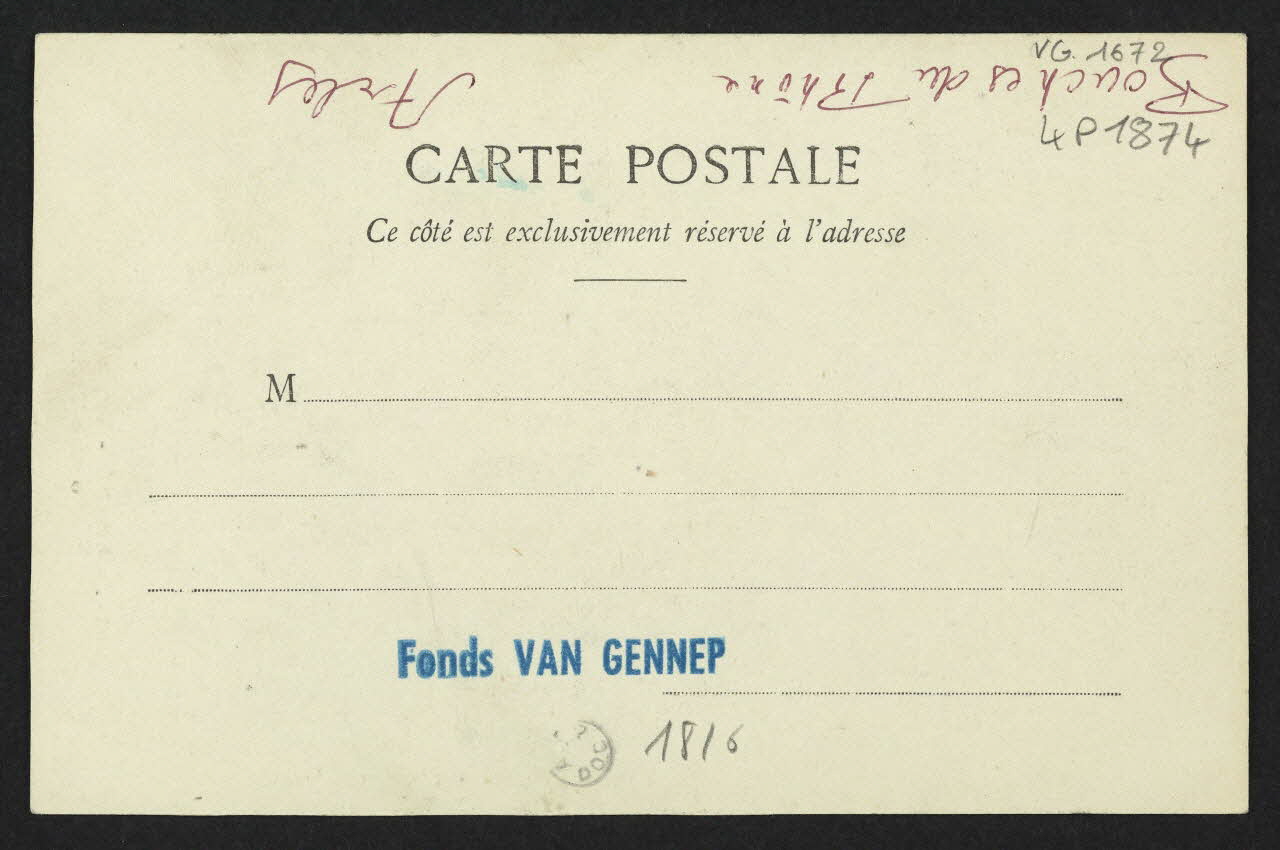 VG. 1672
Bouches du Rhône
Arles
4P1874
CARTE POSTALE
Ce côté est exclusivement réservé à l'adresse
M
Fonds VAN GENNEP
DOC
1816